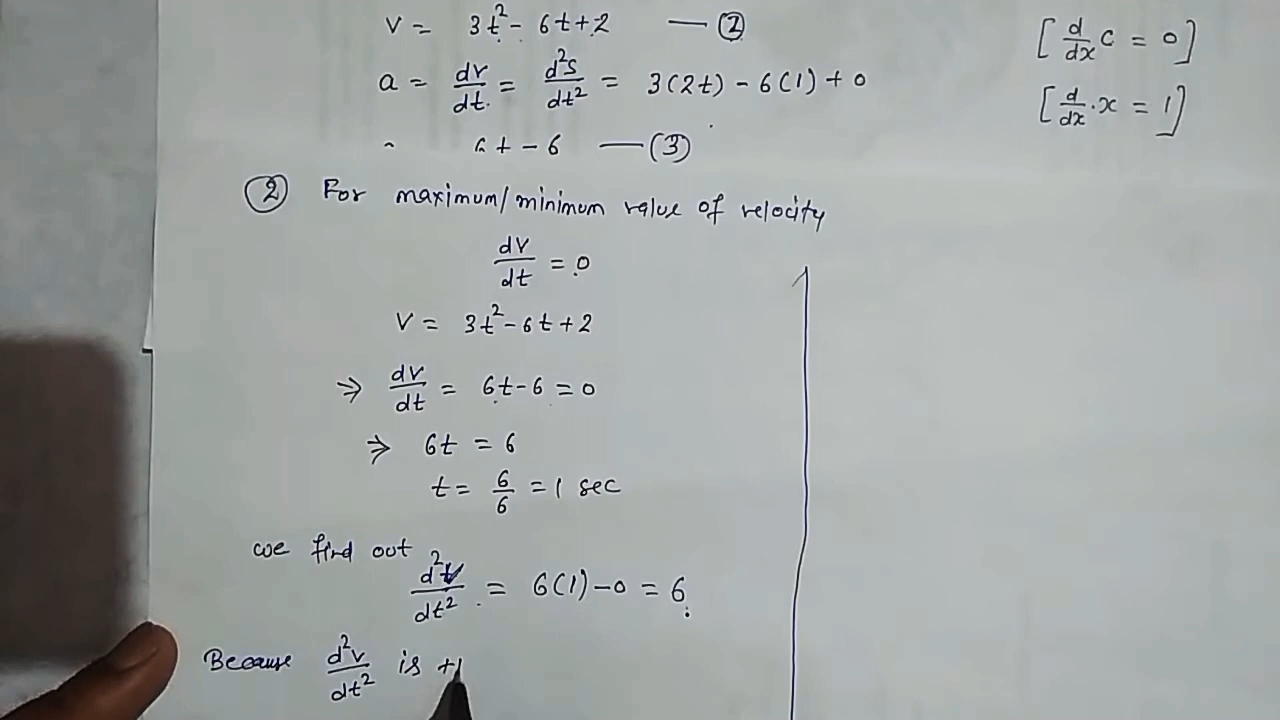 v = 3t² - 6t + 2 — ②
[d/dx c = 0]
a = dv/dt = d²s/dt² = 3(2t) - 6(1) + 0
[d/dx . x = 1]
6t - 6 — (3)
② For maximum/minimum value of velocity
dv/dt = 0
v = 3t² - 6t + 2
⇒ dv/dt = 6t - 6 = 0
⇒ 6t = 6
t = 6/6 = 1 sec
we find out
d²v/dt² = 6(1) - 0 = 6
Because d²v/dt² is +